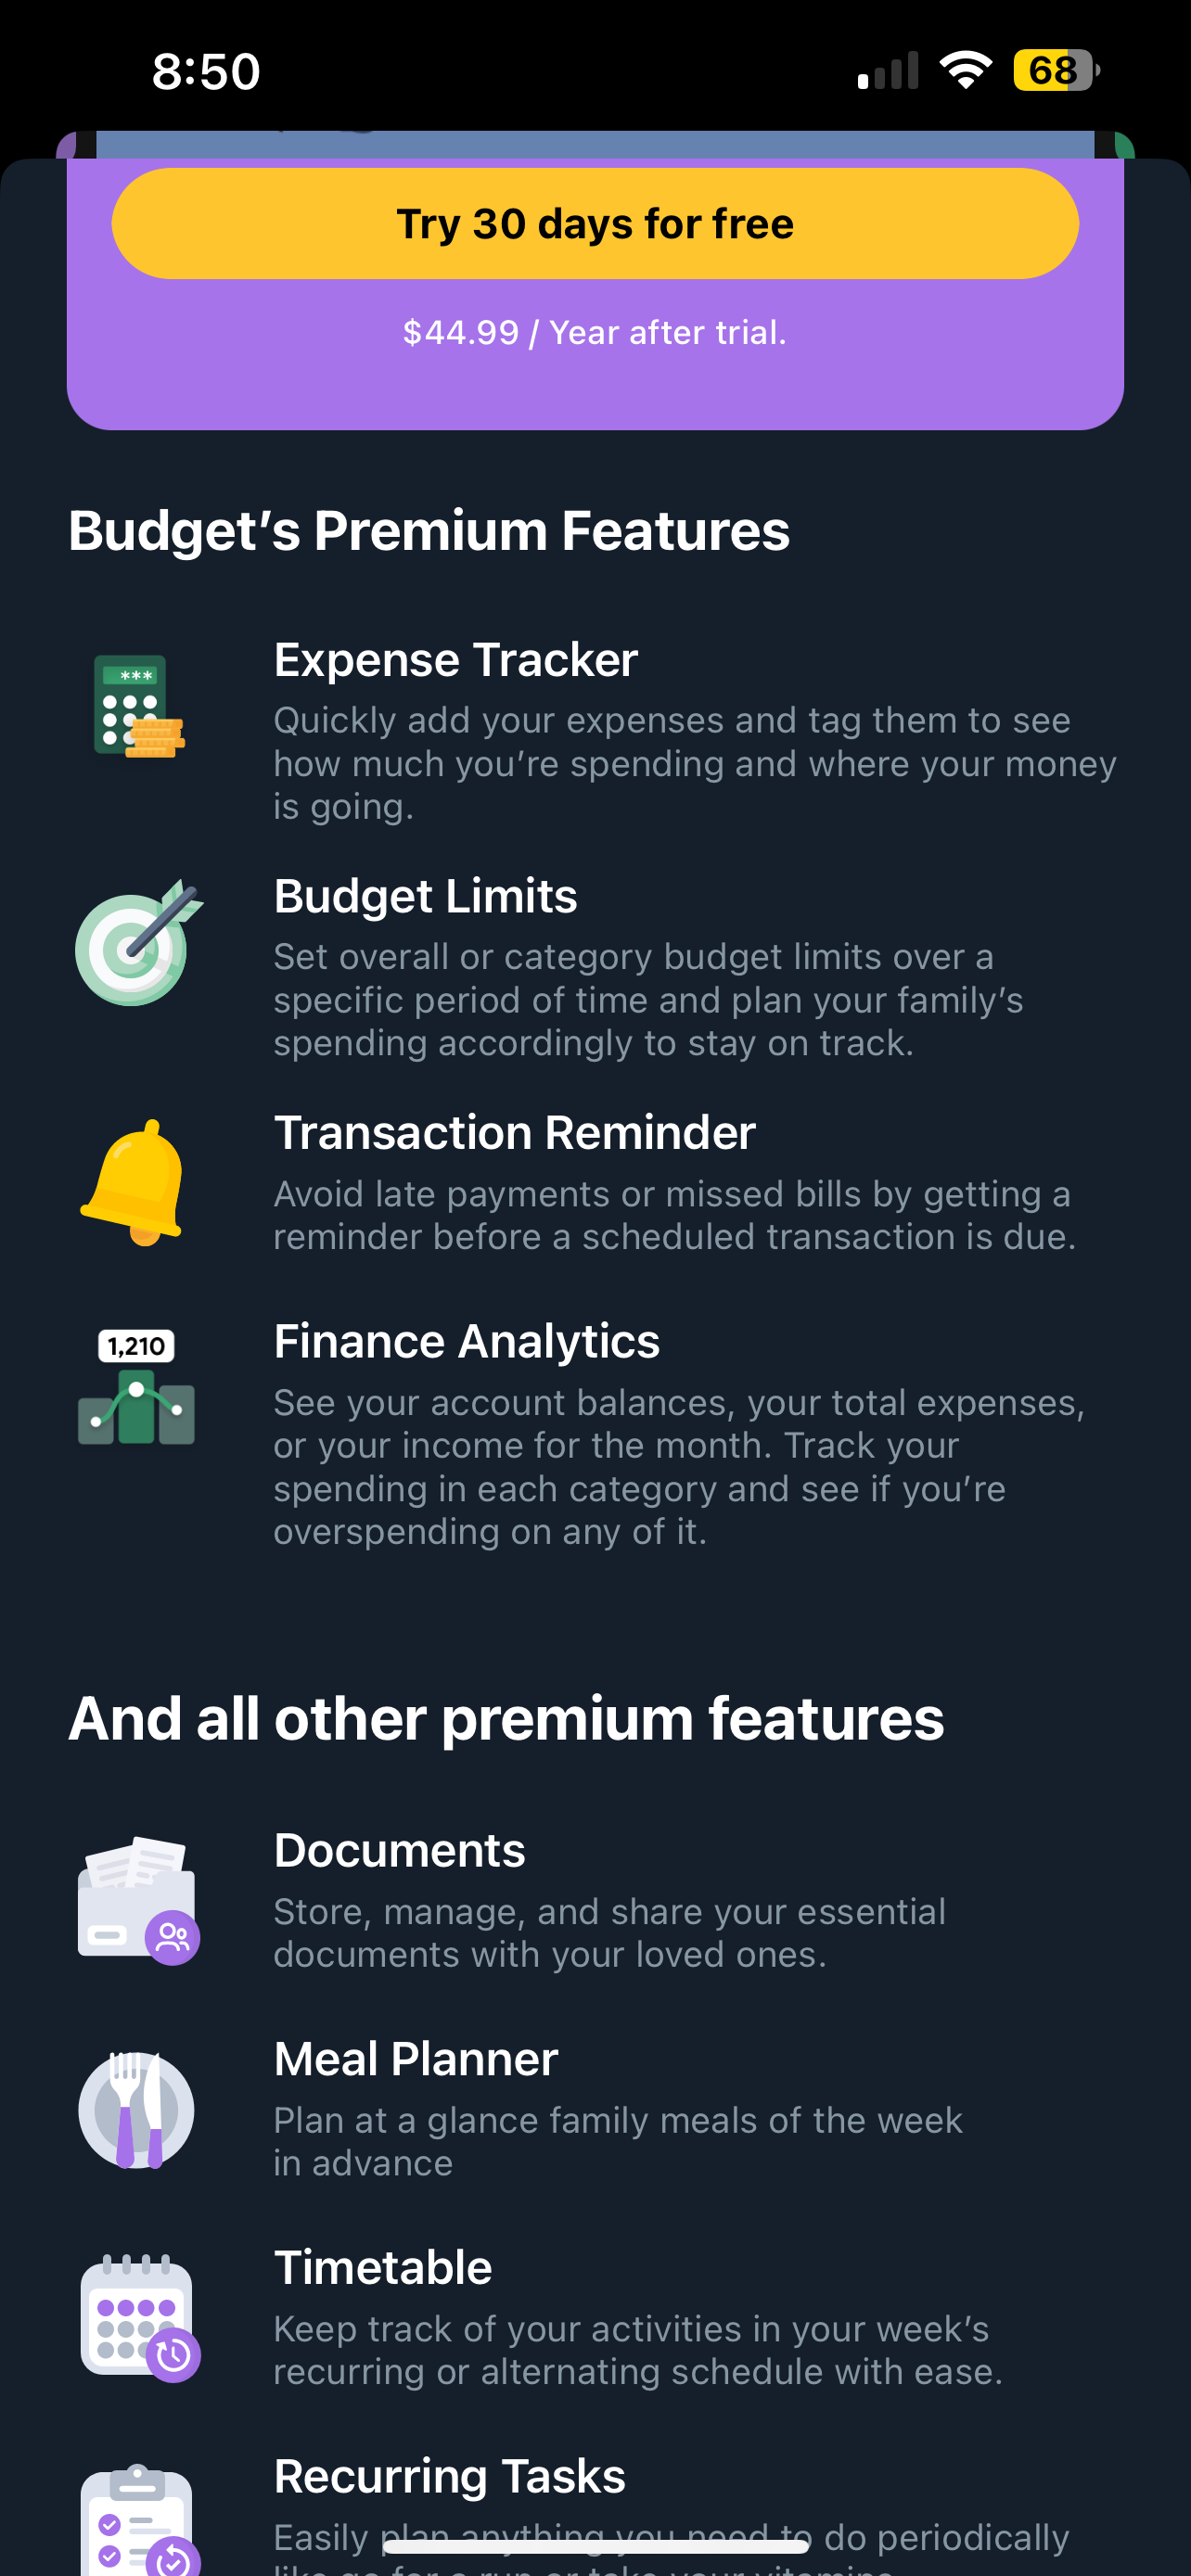 8:50
68
Try 30 days for free
$44.99 / Year after trial.
Budget’s Premium Features
***
Expense Tracker
Quickly add your expenses and tag them to see
how much you’re spending and where your money
is going.
Budget Limits
Set overall or category budget limits over a
specific period of time and plan your family’s
spending accordingly to stay on track.
Transaction Reminder
Avoid late payments or missed bills by getting a
reminder before a scheduled transaction is due.
1,210
Finance Analytics
See your account balances, your total expenses,
or your income for the month. Track your
spending in each category and see if you’re
overspending on any of it.
And all other premium features
Documents
Store, manage, and share your essential
documents with your loved ones.
Meal Planner
Plan at a glance family meals of the week
in advance
Timetable
Keep track of your activities in your week’s
recurring or alternating schedule with ease.
Recurring Tasks
Easily plan anything you need to do periodically
like go for a run or take your vitamins